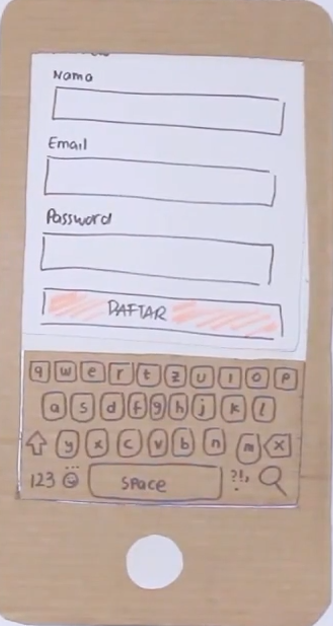 Nama
Email
Password
DAFTAR
q w e r t z u i o p
a s d f g h j k l
y x c v b n m x
123 space ?!,